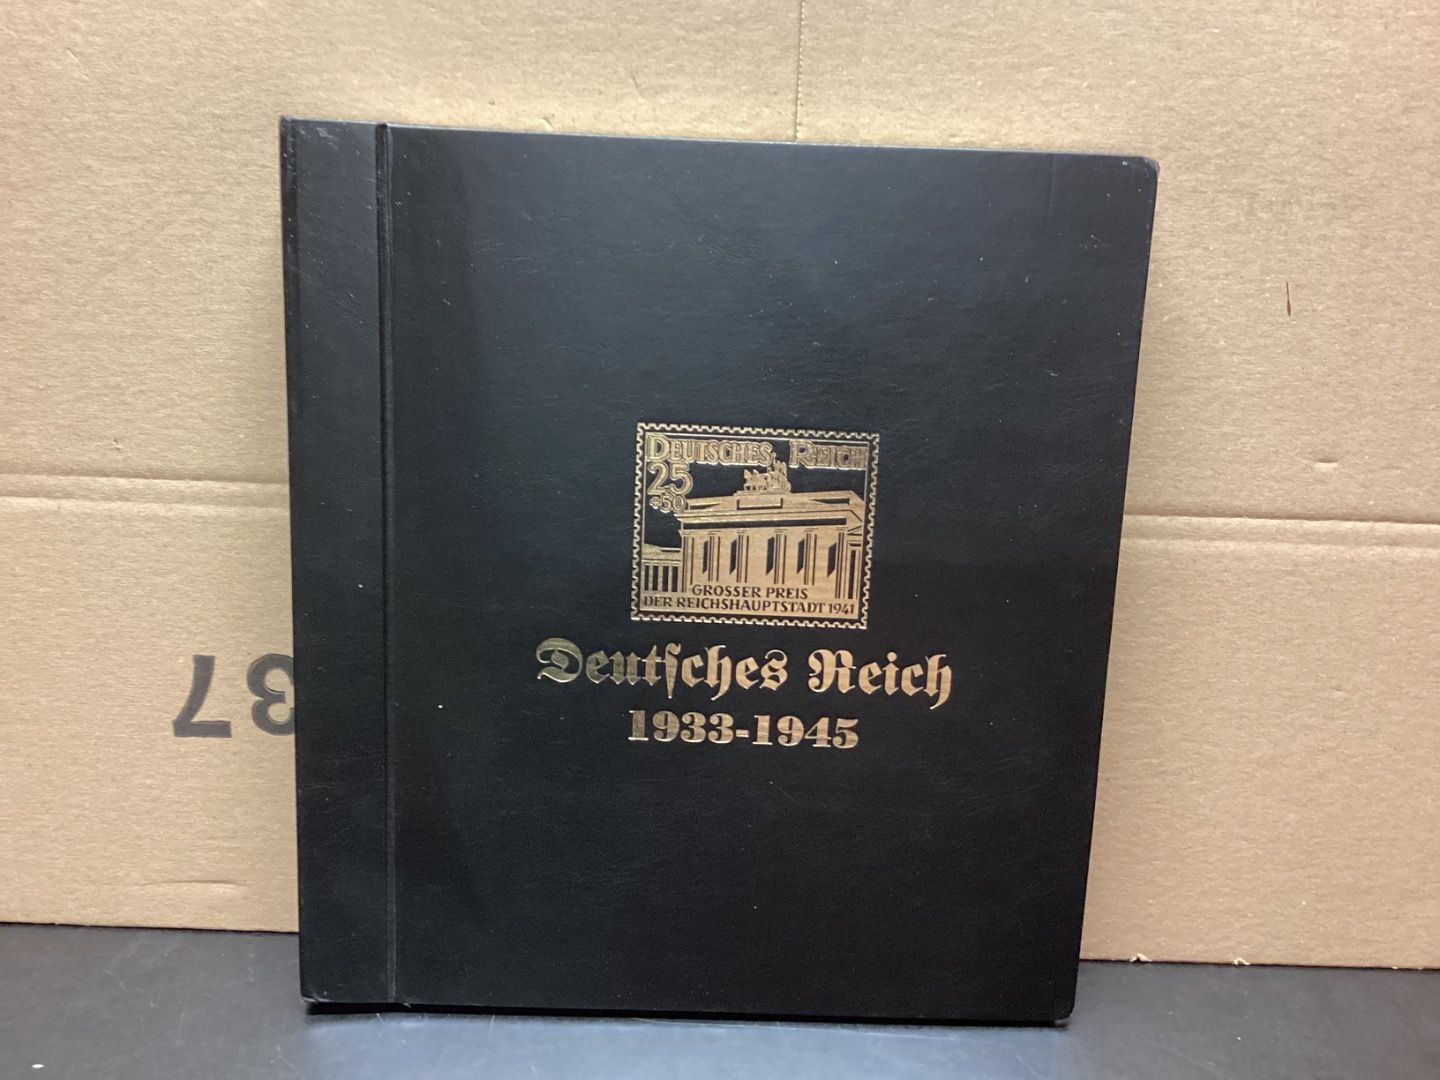 DEUTSCHES REICH
25
+50
GROSSER PREIS
DER REICHSHAUPTSTADT 1941
Deutsches Reich
1933-1945
37